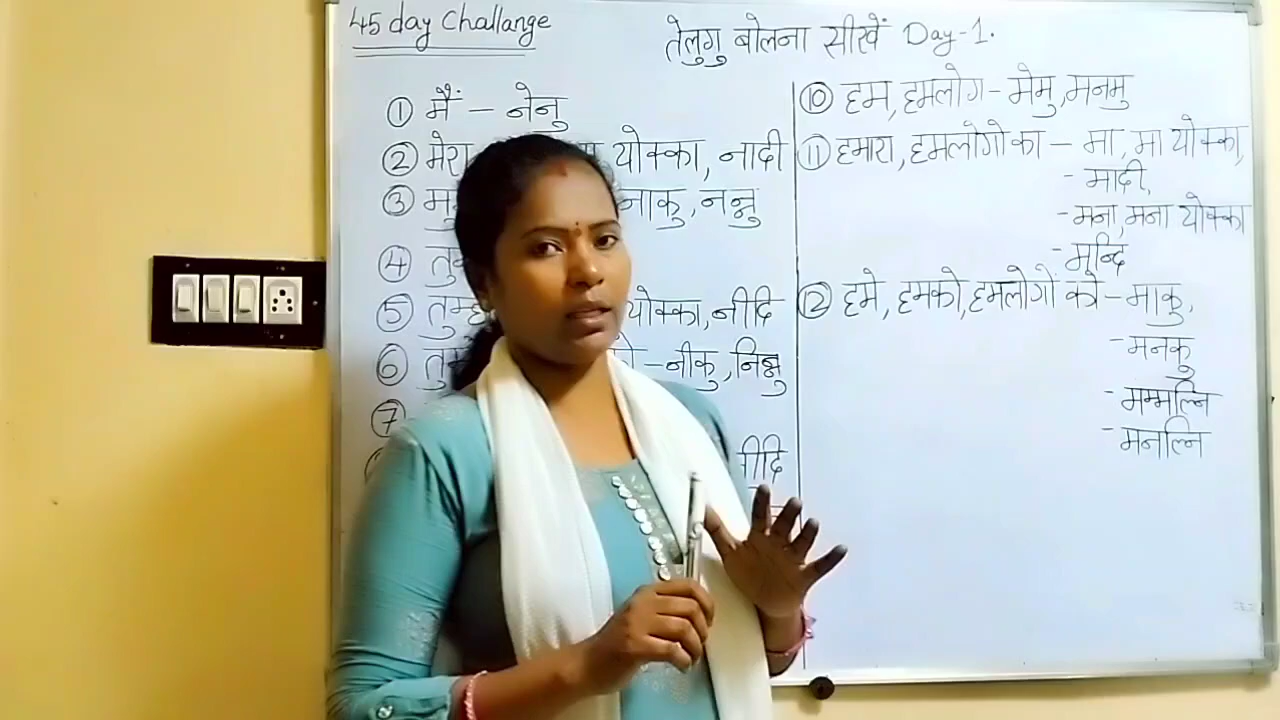 45 day Challange
तेलुगु बोलना सीखें Day-1.
① मैं – नेनु
② मेरा योक्का, नादी
③ नाकु, नन्नु
④
⑤ योक्का, नीदि
⑥ – नीकु, निन्नु
⑦
⑩ हम, हमलोग – मेमु, मनमु
⑪ हमारा, हमलोगो का – मा, मा योक्का,
- मादी,
- मना, मना योक्का
- मन्दि
⑫ हमे, हमको, हमलोगों को – माकु,
- मनकु
- मम्मल्नि
- मनल्नि